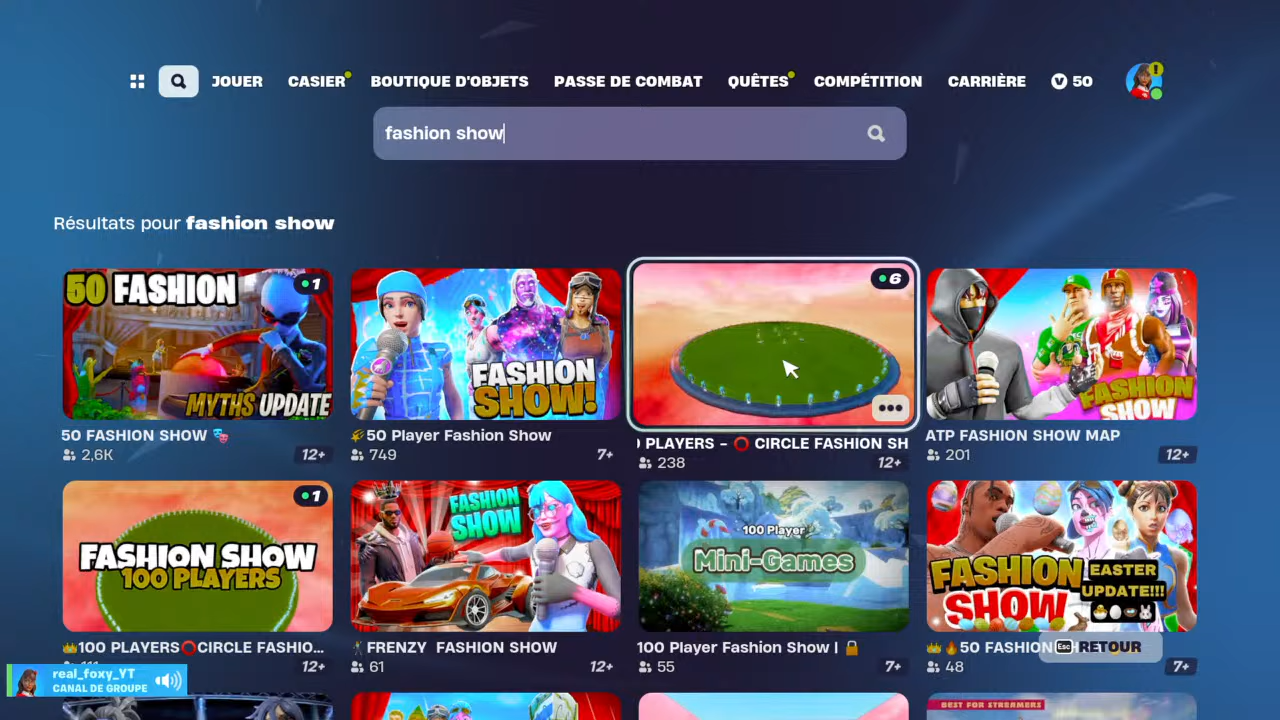 JOUER CASIER BOUTIQUE D'OBJETS PASSE DE COMBAT QUÊTES COMPÉTITION CARRIÈRE V 50
fashion show
Résultats pour fashion show
50 FASHION
1
MYTHS UPDATE
50 FASHION SHOW
2,6K
12+
FASHION
SHOW!
50 Player Fashion Show
749
7+
6
PLAYERS - ⭕ CIRCLE FASHION SH
238
12+
FASHION
SHOW
ATP FASHION SHOW MAP
201
12+
1
FASHION SHOW
100 PLAYERS
100 PLAYERS⭕CIRCLE FASHIO...
12+
FASHION
SHOW
FRENZY FASHION SHOW
61
12+
100 Player
Mini-Games
100 Player Fashion Show |
55
7+
FASHION
SHOW
EASTER
UPDATE!!!
50 FASHION
48
7+
Esc RETOUR
real_foxy_YT
CANAL DE GROUPE
BEST FOR STREAMERS